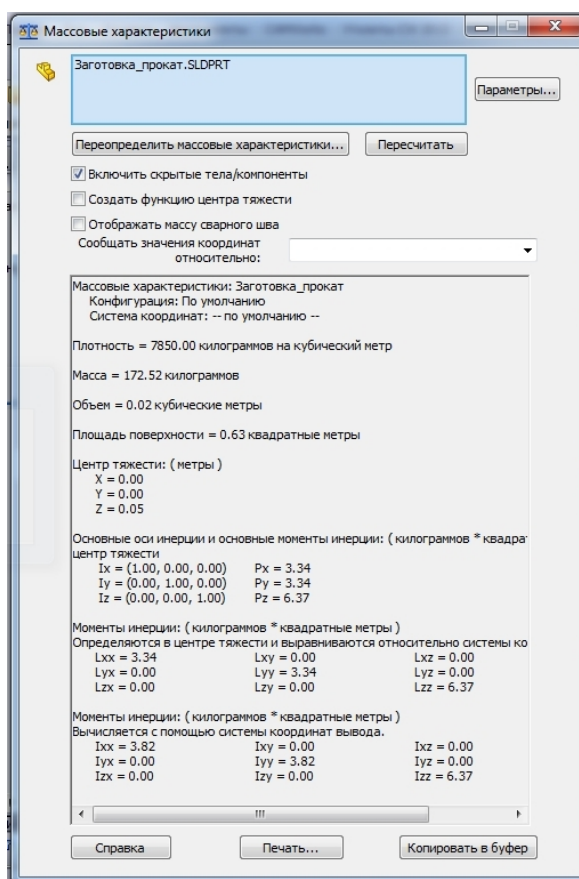 Массовые характеристики
Заготовка_прокат.SLDPRT
Параметры...
Переопределить массовые характеристики... Пересчитать
Включить скрытые тела/компоненты
Создать функцию центра тяжести
Отображать массу сварного шва
Сообщать значения координат
относительно:
Массовые характеристики: Заготовка_прокат
Конфигурация: По умолчанию
Система координат: -- по умолчанию --
Плотность = 7850.00 килограммов на кубический метр
Масса = 172.52 килограммов
Объем = 0.02 кубические метры
Площадь поверхности = 0.63 квадратные метры
Центр тяжести: ( метры )
X = 0.00
Y = 0.00
Z = 0.05
Основные оси инерции и основные моменты инерции: ( килограммов * квадрат
центр тяжести
Ix = (1.00, 0.00, 0.00) Px = 3.34
Iy = (0.00, 1.00, 0.00) Py = 3.34
Iz = (0.00, 0.00, 1.00) Pz = 6.37
Моменты инерции: ( килограммов * квадратные метры )
Определяются в центре тяжести и выравниваются относительно системы ко
Lxx = 3.34 Lxy = 0.00 Lxz = 0.00
Lyx = 0.00 Lyy = 3.34 Lyz = 0.00
Lzx = 0.00 Lzy = 0.00 Lzz = 6.37
Моменты инерции: ( килограммов * квадратные метры )
Вычисляется с помощью системы координат вывода.
Ixx = 3.82 Ixy = 0.00 Ixz = 0.00
Iyx = 0.00 Iyy = 3.82 Iyz = 0.00
Izx = 0.00 Izy = 0.00 Izz = 6.37
Справка Печать... Копировать в буфер